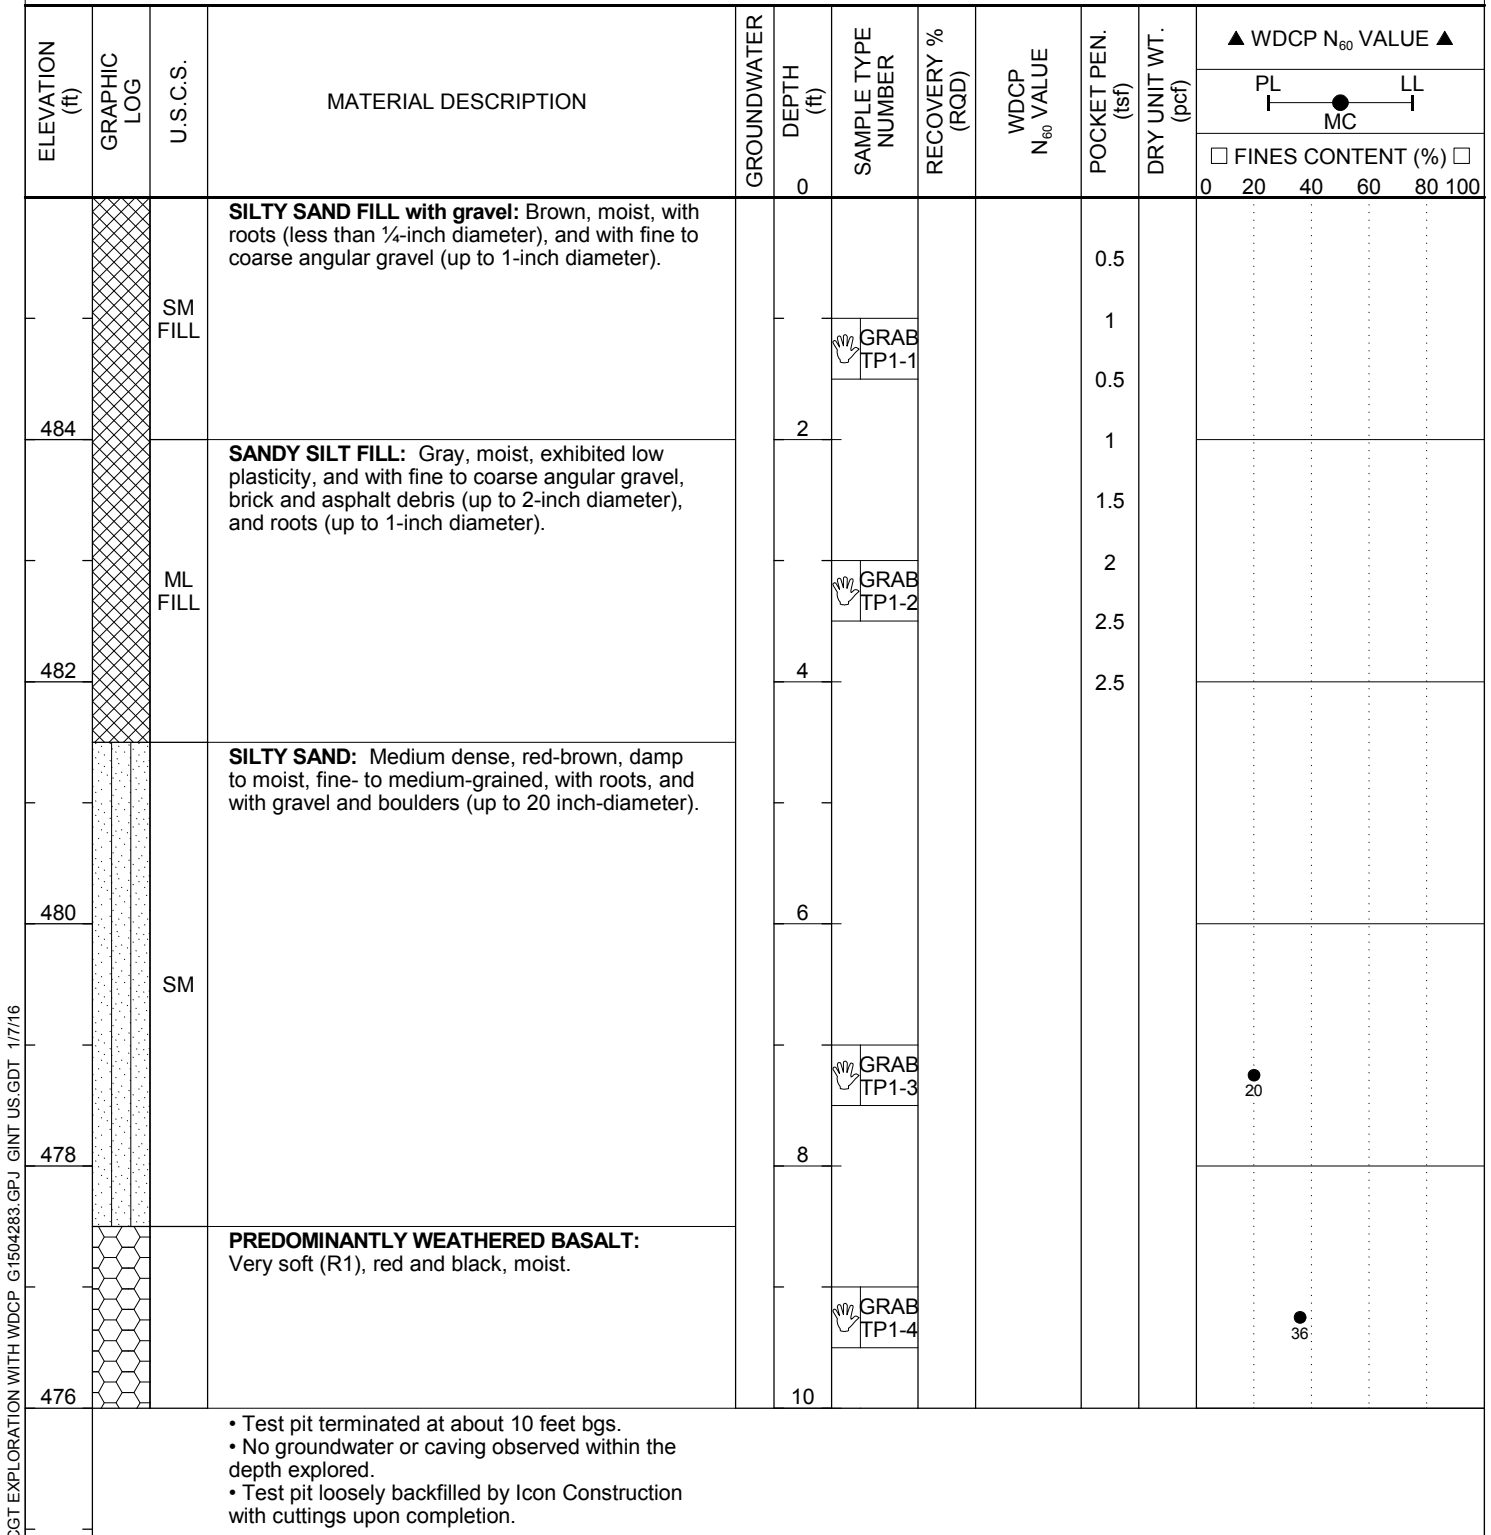 ELEVATION
(ft)
GRAPHIC
LOG
U.S.C.S.
MATERIAL DESCRIPTION
GROUNDWATER
DEPTH
(ft)
0
SAMPLE TYPE
NUMBER
RECOVERY %
(RQD)
WDCP
N₆₀ VALUE
POCKET PEN.
(tsf)
DRY UNIT WT.
(pcf)
▲ WDCP N₆₀ VALUE ▲
PL LL
MC
□ FINES CONTENT (%) □
0 20 40 60 80 100
SILTY SAND FILL with gravel: Brown, moist, with
roots (less than ¼-inch diameter), and with fine to
coarse angular gravel (up to 1-inch diameter).
0.5
SM
FILL
1
GRAB
TP1-1
0.5
484
2
1
SANDY SILT FILL: Gray, moist, exhibited low
plasticity, and with fine to coarse angular gravel,
brick and asphalt debris (up to 2-inch diameter),
and roots (up to 1-inch diameter).
1.5
2
ML
FILL
GRAB
TP1-2
2.5
482
4
2.5
SILTY SAND: Medium dense, red-brown, damp
to moist, fine- to medium-grained, with roots, and
with gravel and boulders (up to 20 inch-diameter).
480
6
SM
GRAB
TP1-3
20
478
8
PREDOMINANTLY WEATHERED BASALT:
Very soft (R1), red and black, moist.
GRAB
TP1-4
36
476
10
• Test pit terminated at about 10 feet bgs.
• No groundwater or caving observed within the
depth explored.
• Test pit loosely backfilled by Icon Construction
with cuttings upon completion.
CGT EXPLORATION WITH WDCP G1504283.GPJ GINT US.GDT 1/7/16